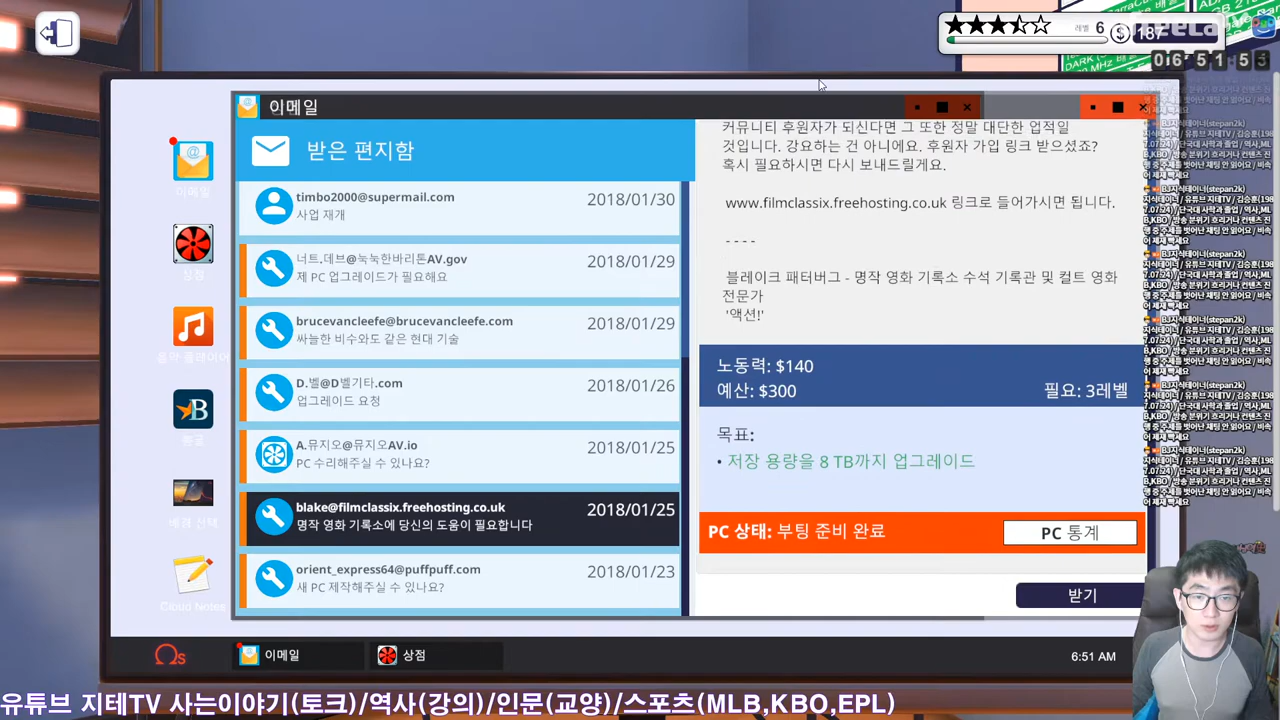 레벨 6
187
06:51:55
이메일
받은 편지함
timbo2000@supermail.com
2018/01/30
사업 재개
너트,데브@눅눅한바리톤AV.gov
2018/01/29
제 PC 업그레이드가 필요해요
brucevancleefe@brucevancleefe.com
2018/01/29
싸늘한 비수와도 같은 현대 기술
D.벨@D벨기타.com
2018/01/26
업그레이드 요청
A.뮤지오@뮤지오AV.io
2018/01/25
PC 수리해주실 수 있나요?
blake@filmclassix.freehosting.co.uk
2018/01/25
명작 영화 기록소에 당신의 도움이 필요합니다
orient_express64@puffpuff.com
2018/01/23
새 PC 제작해주실 수 있나요?
커뮤니티 후원자가 되신다면 그 또한 정말 대단한 업적일
것입니다. 강요하는 건 아니에요. 후원자 가입 링크 받으셨죠?
혹시 필요하시면 다시 보내드릴게요.
www.filmclassix.freehosting.co.uk 링크로 들어가시면 됩니다.
- - - -
블레이크 패터버그 - 명작 영화 기록소 수석 기록관 및 컬트 영화
전문가
'액션!'
노동력: $140
예산: $300
필요: 3레벨
목표:
• 저장 용량을 8 TB까지 업그레이드
PC 상태: 부팅 준비 완료
PC 통계
받기
이메일
상점
음악 플레이어
배경 선택
Cloud Notes
Ωs
이메일
상점
6:51 AM
유튜브 지테TV 사는이야기(토크)/역사(강의)/인문(교양)/스포츠(MLB,KBO,EPL)